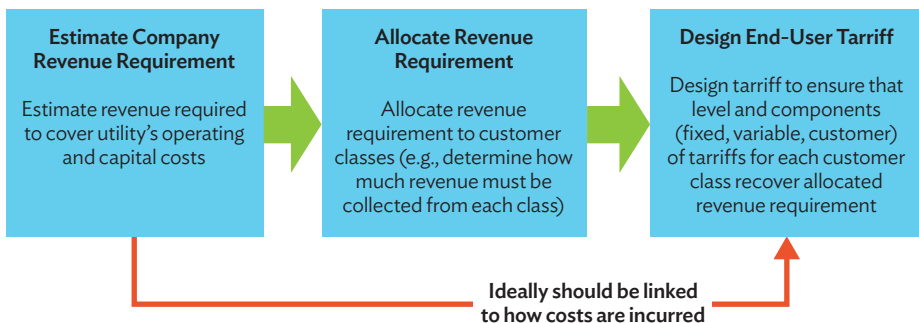 Estimate Company
Revenue Requirement
Estimate revenue required
to cover utility's operating
and capital costs
Allocate Revenue
Requirement
Allocate revenue
requirement to customer
classes (e.g., determine how
much revenue must be
collected from each class)
Design End-User Tarriff
Design tarriff to ensure that
level and components
(fixed, variable, customer)
of tarriffs for each customer
class recover allocated
revenue requirement
Ideally should be linked
to how costs are incurred